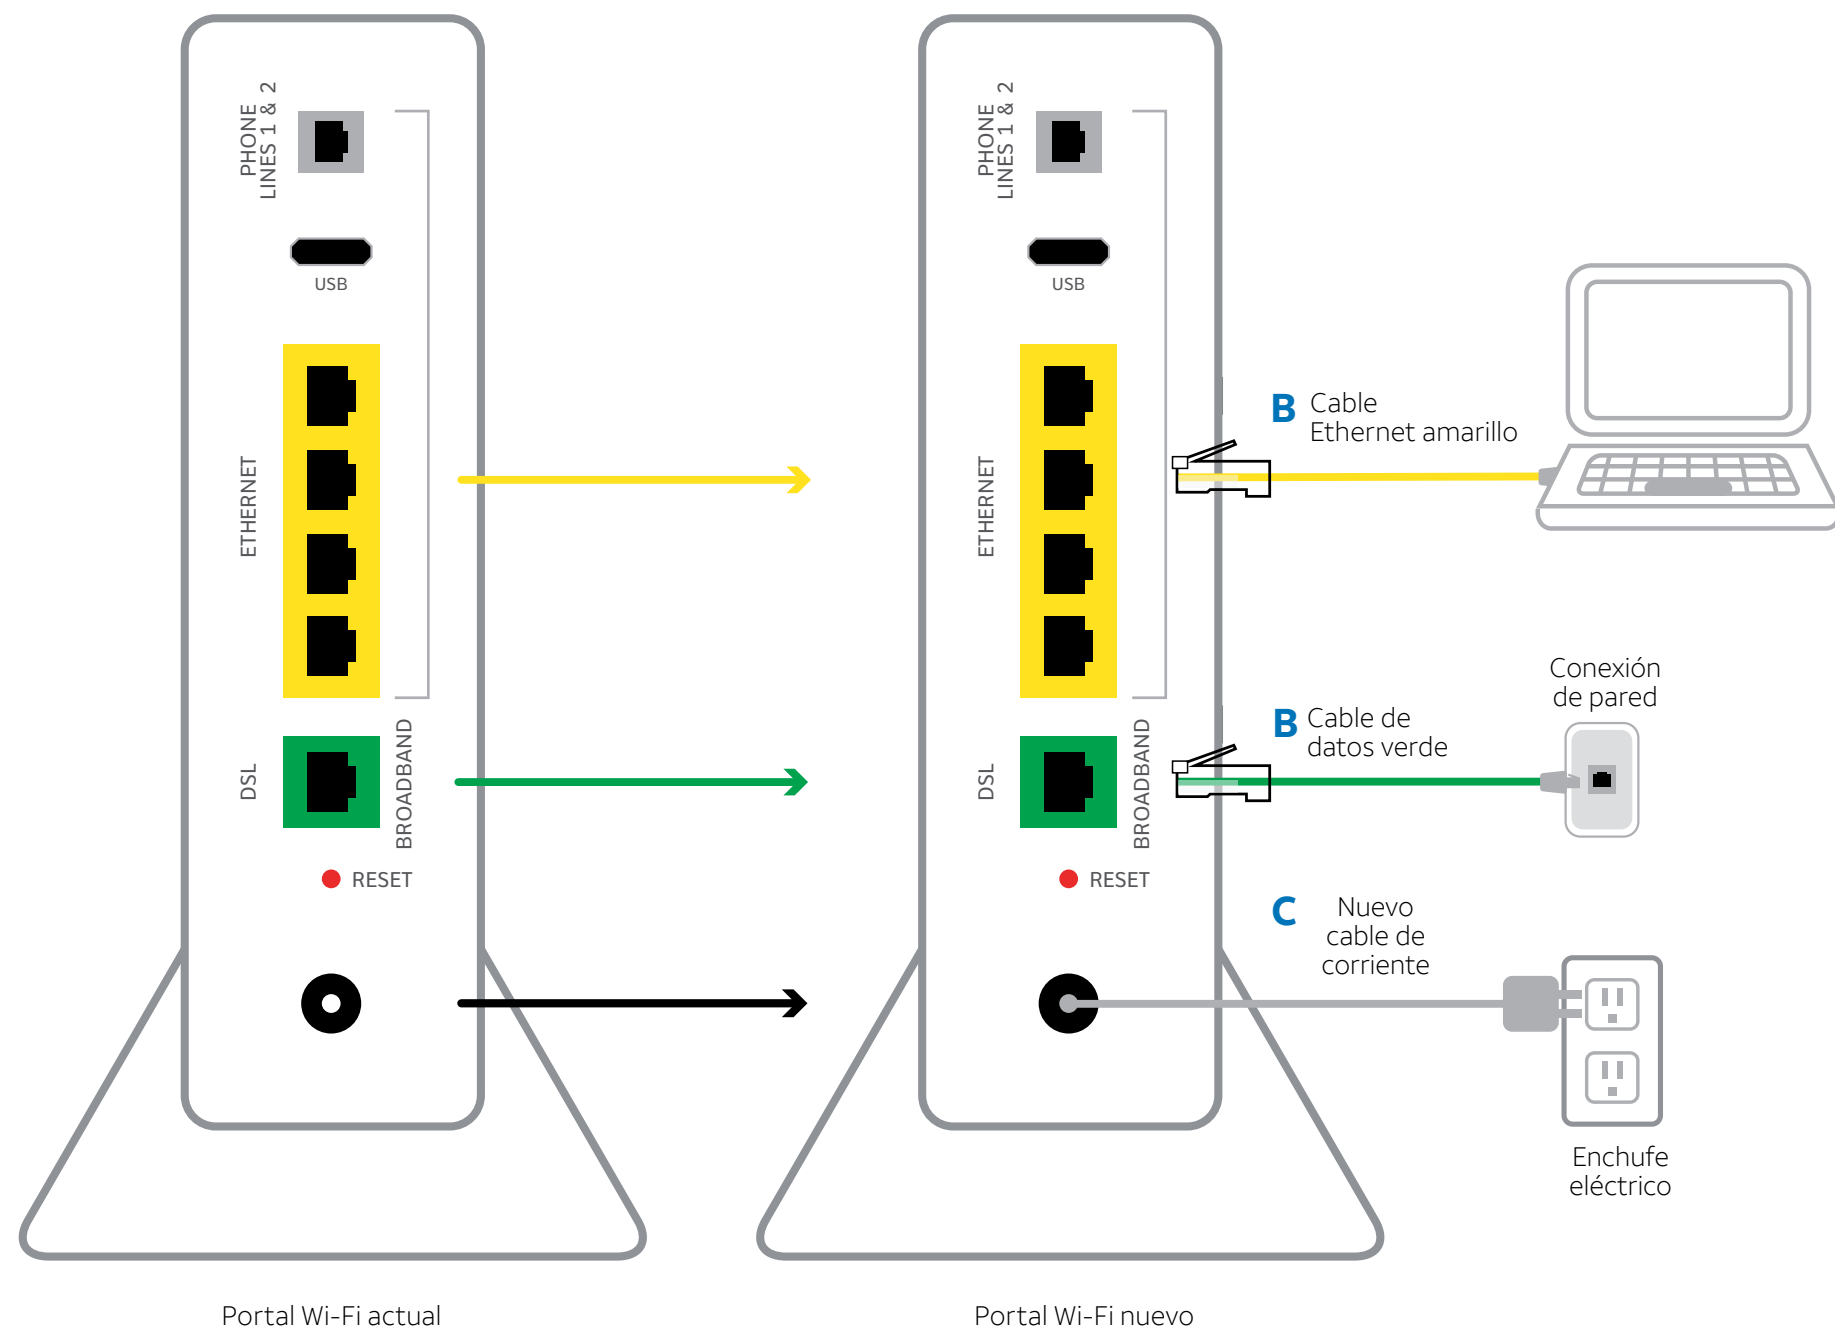 PHONE
LINES 1 & 2
USB
ETHERNET
DSL
BROADBAND
RESET
Portal Wi-Fi actual
PHONE
LINES 1 & 2
USB
ETHERNET
DSL
BROADBAND
RESET
Portal Wi-Fi nuevo
B Cable
Ethernet amarillo
Conexión
de pared
B Cable de
datos verde
C Nuevo
cable de
corriente
Enchufe
eléctrico